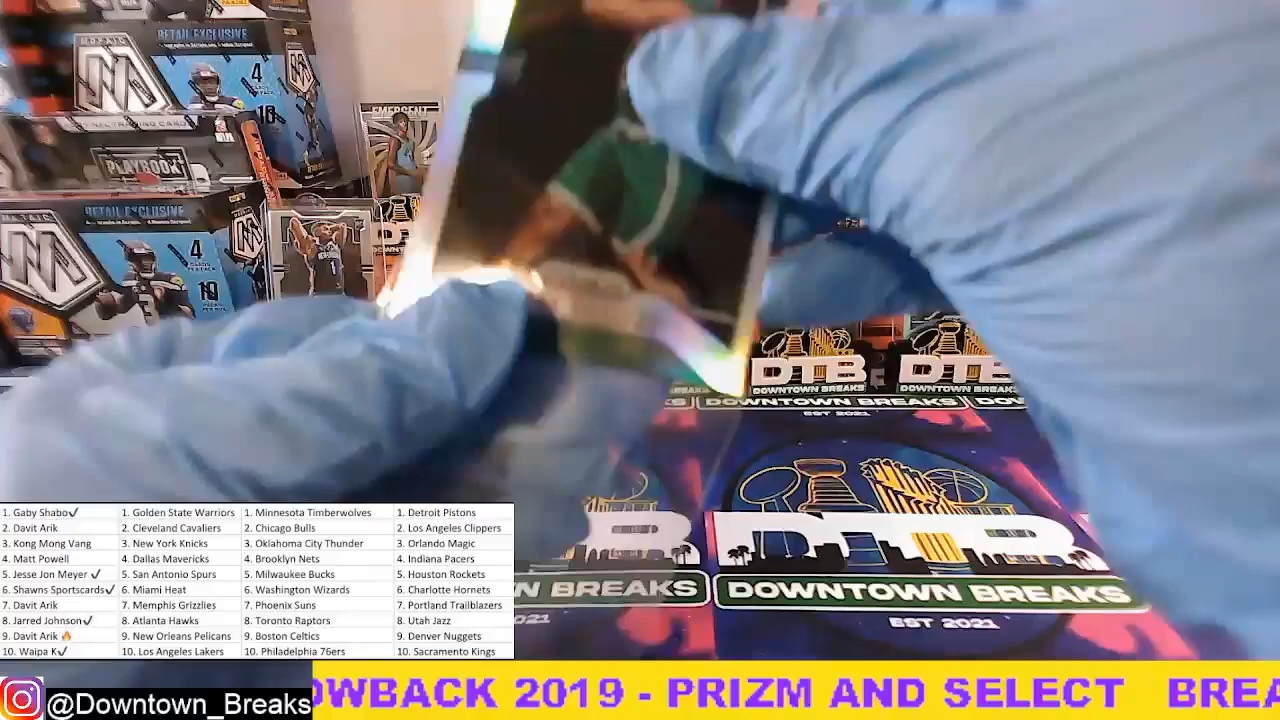 RETAIL EXCLUSIVE
MOSAIC
4
10
PLAYBOOK
EMERGENT
MOSAIC
RETAIL EXCLUSIVE
4
10
DTB
DOWNTOWN BREAKS
DOWNTOWN BREAKS
DOWNTOWN BREAKS
EST 2021
DTB
DOWNTOWN BREAKS
EST 2021
N BREAKS
2021
1. Gaby Shabo✓ 1. Golden State Warriors 1. Minnesota Timberwolves 1. Detroit Pistons
2. Davit Arik 2. Cleveland Cavaliers 2. Chicago Bulls 2. Los Angeles Clippers
3. Kong Mong Vang 3. New York Knicks 3. Oklahoma City Thunder 3. Orlando Magic
4. Matt Powell 4. Dallas Mavericks 4. Brooklyn Nets 4. Indiana Pacers
5. Jesse Jon Meyer ✓ 5. San Antonio Spurs 5. Milwaukee Bucks 5. Houston Rockets
6. Shawns Sportscards✓ 6. Miami Heat 6. Washington Wizards 6. Charlotte Hornets
7. Davit Arik 7. Memphis Grizzlies 7. Phoenix Suns 7. Portland Trailblazers
8. Jarred Johnson✓ 8. Atlanta Hawks 8. Toronto Raptors 8. Utah Jazz
9. Davit Arik 🔥 9. New Orleans Pelicans 9. Boston Celtics 9. Denver Nuggets
10. Waipa K✓ 10. Los Angeles Lakers 10. Philadelphia 76ers 10. Sacramento Kings
@Downtown_Breaks
OWBACK 2019 - PRIZM AND SELECT BREA